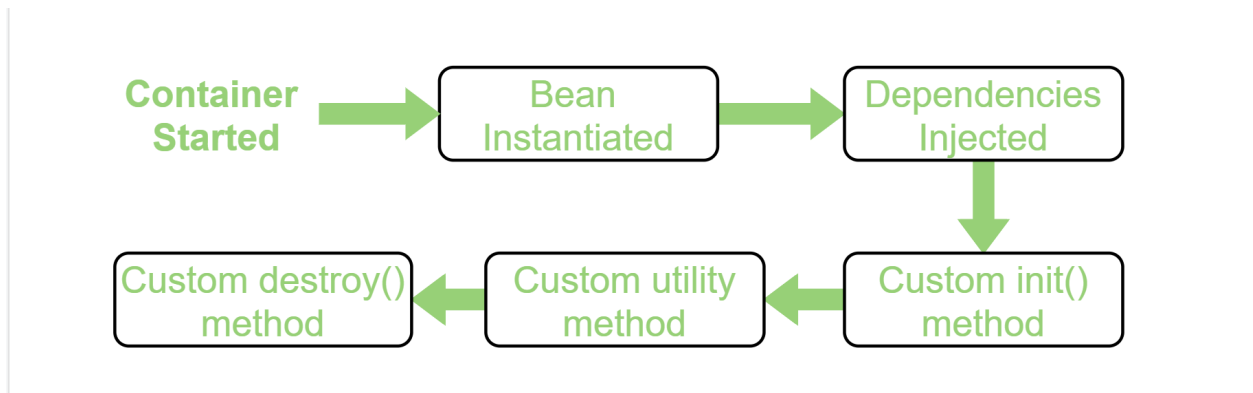 Container
Started
Bean
Instantiated
Dependencies
Injected
Custom init()
method
Custom utility
method
Custom destroy()
method